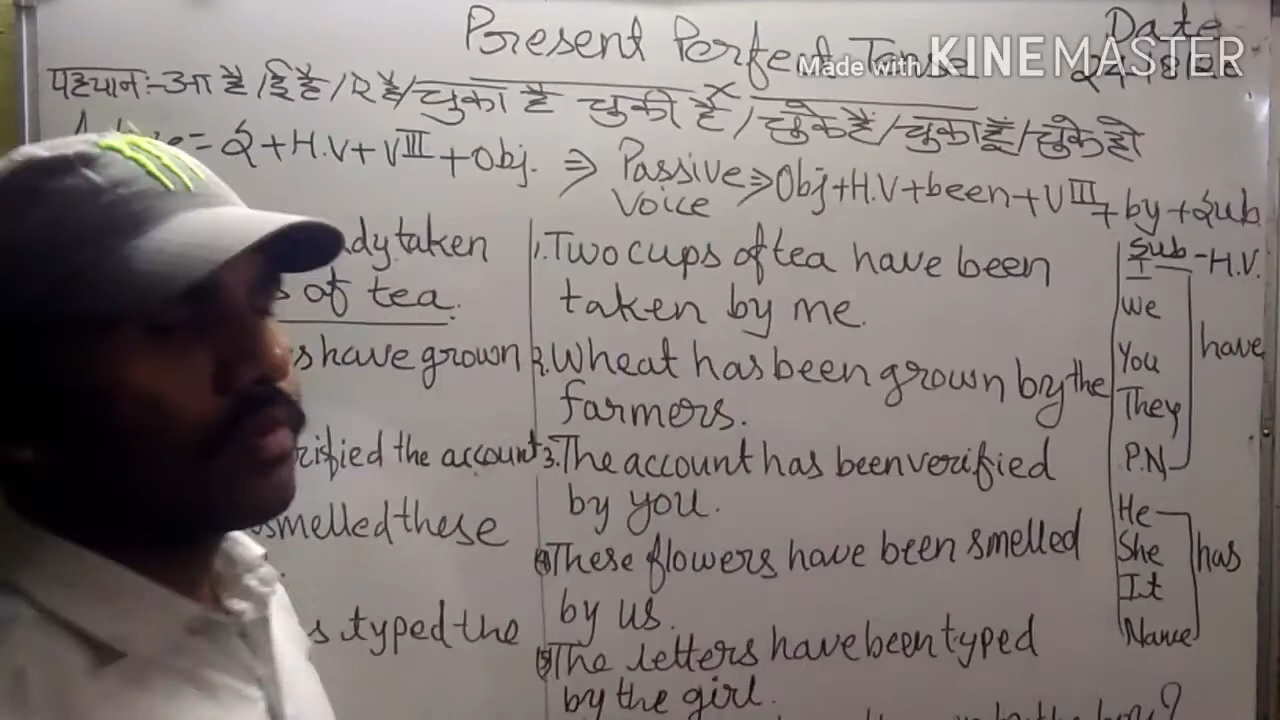 Present Perfect Tense
Date
Made with KINEMASTER
पहचान:-आ है/ई है/ए है/चुका है चुकी है/चुके है/चुका हूँ/चुके हो
= S+H.V+VIII+Obj. ⇒ Passive Voice ⇒ Obj+H.V+been+VIII+by+Sub.
taken
of tea.
have grown
the account
smelled these
typed the
1. Two cups of tea have been
taken by me.
2. Wheat has been grown by the
farmers.
3. The account has been verified
by you.
(4) These flowers have been smelled
by us.
(5) The letters have been typed
by the girl.
Sub - H.V.
I
We
You
They
P.N
have
He
She
It
Name
has